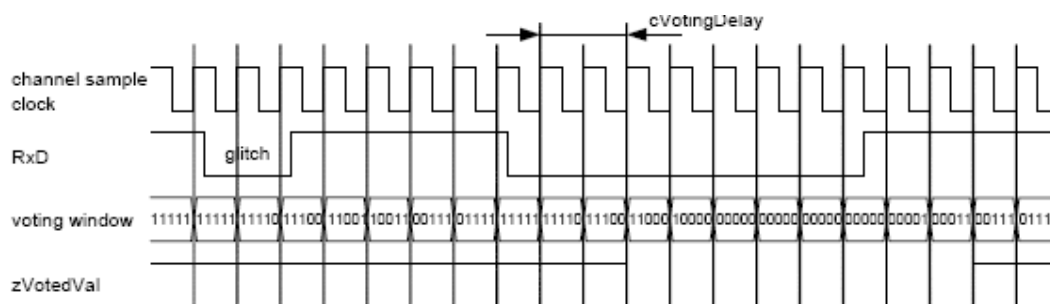 cVotingDelay
channel sample
clock
RxD
glitch
voting window
11111 11111 11110 11100 11001 10011 00111 01111 11111 11110 11100 11000 10000 00000 00000 00000 00000 00001 00011 00111 0111
zVotedVal